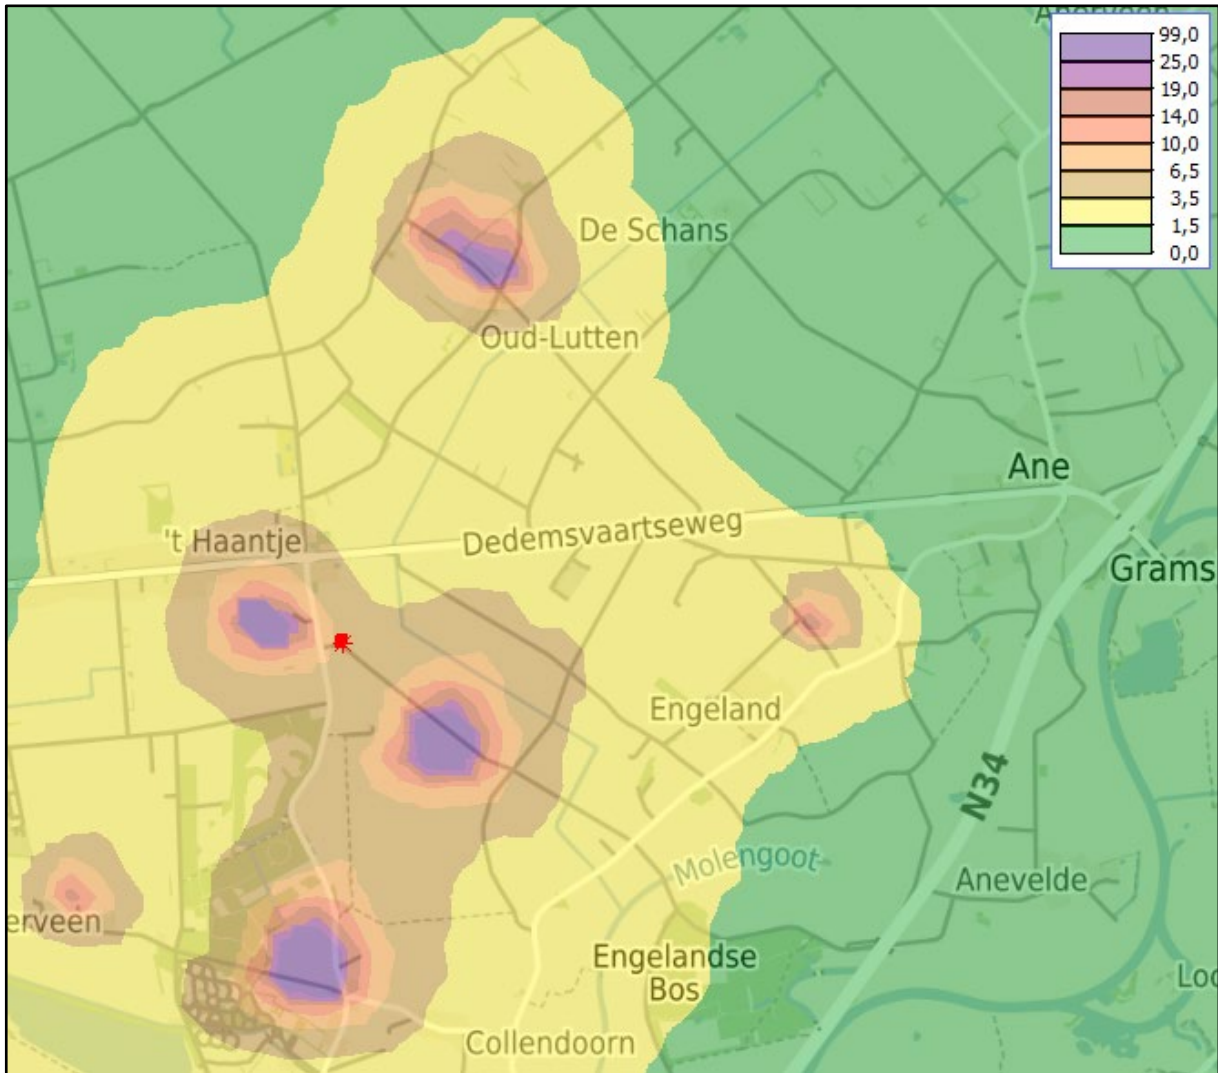 99,0
25,0
19,0
14,0
10,0
6,5
3,5
1,5
0,0
De Schans
Oud-Lutten
Ane
't Haantje
Dedemsvaartseweg
Grams
Engeland
N34
Molengoot
Anevelde
erveen
Engelandse
Bos
Loo
Collendoorn